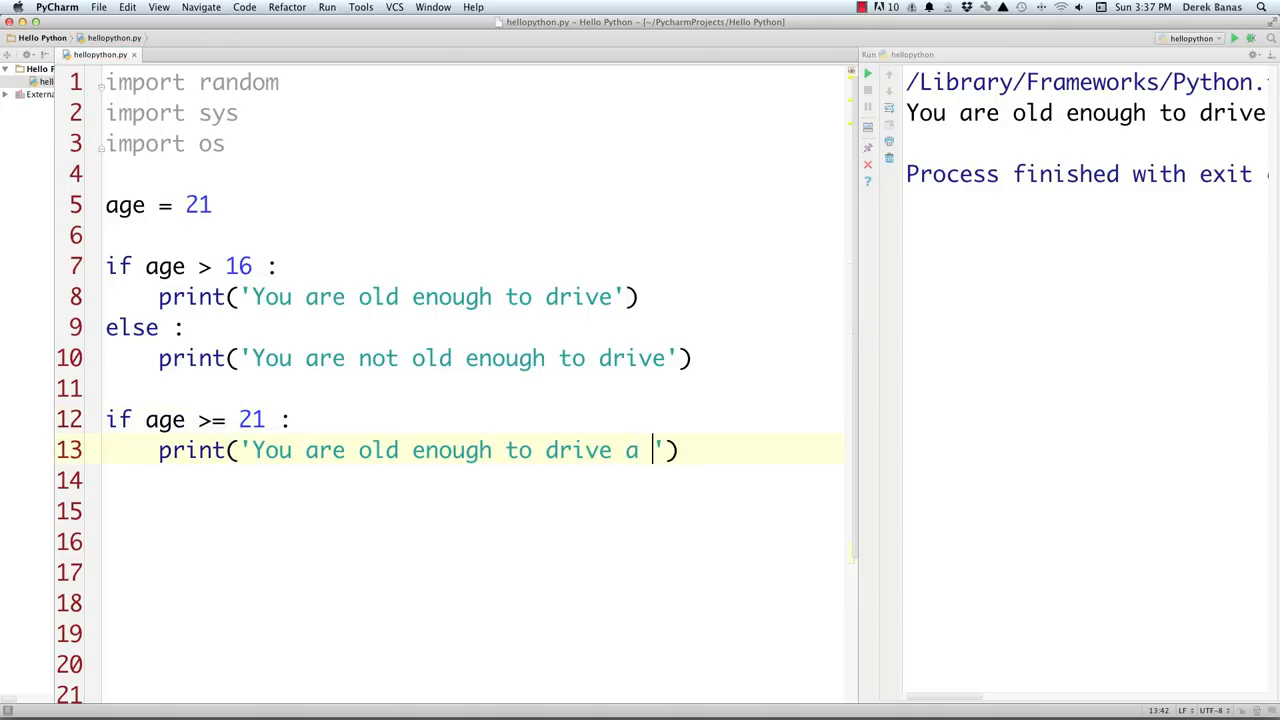 PyCharm File Edit View Navigate Code Refactor Run Tools VCS Window Help 10 Sun 3:37 PM Derek Banas
hellopython.py – Hello Python – [~/PycharmProjects/Hello Python]
Hello Python hellopython.py hellopython
hellopython.py Run hellopython
Hello P
hell
Externa
1 import random
2 import sys
3 import os
4
5 age = 21
6
7 if age > 16 :
8 print('You are old enough to drive')
9 else :
10 print('You are not old enough to drive')
11
12 if age >= 21 :
13 print('You are old enough to drive a ')
14
15
16
17
18
19
20
21
/Library/Frameworks/Python.
You are old enough to drive
Process finished with exit
13:42 LF UTF-8